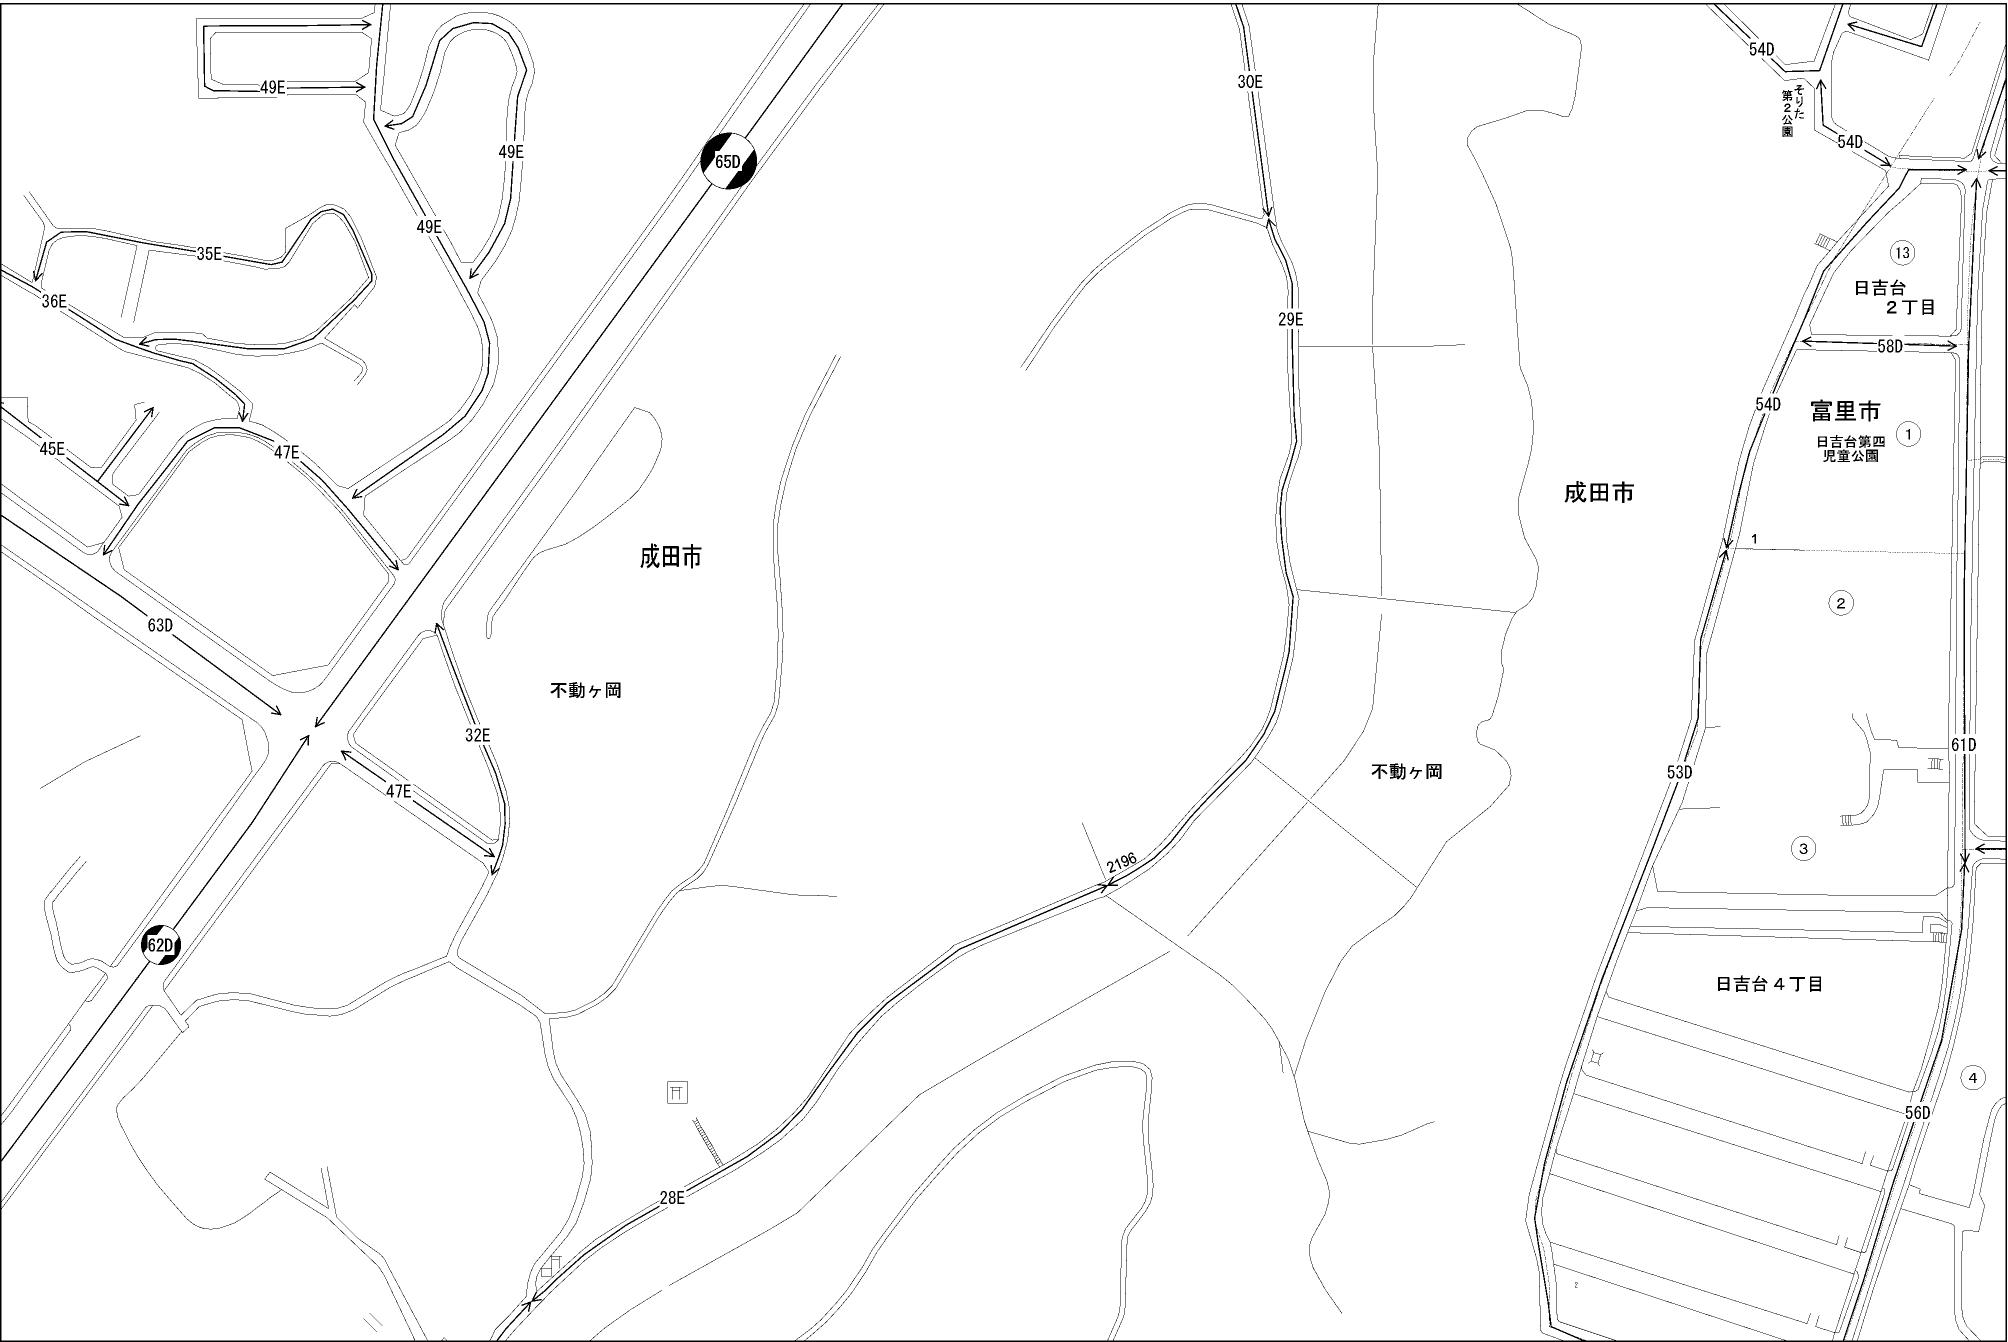 54D
30E
49E
そりた
第2公園
54D
49E
65D
49E
35E
13
日吉台
2丁目
36E
29E
58D
54D
富里市
1
日吉台第四
児童公園
45E
47E
成田市
1
成田市
2
63D
不動ヶ岡
32E
61D
53D
不動ヶ岡
47E
3
2196
62D
日吉台4丁目
4
56D
28E